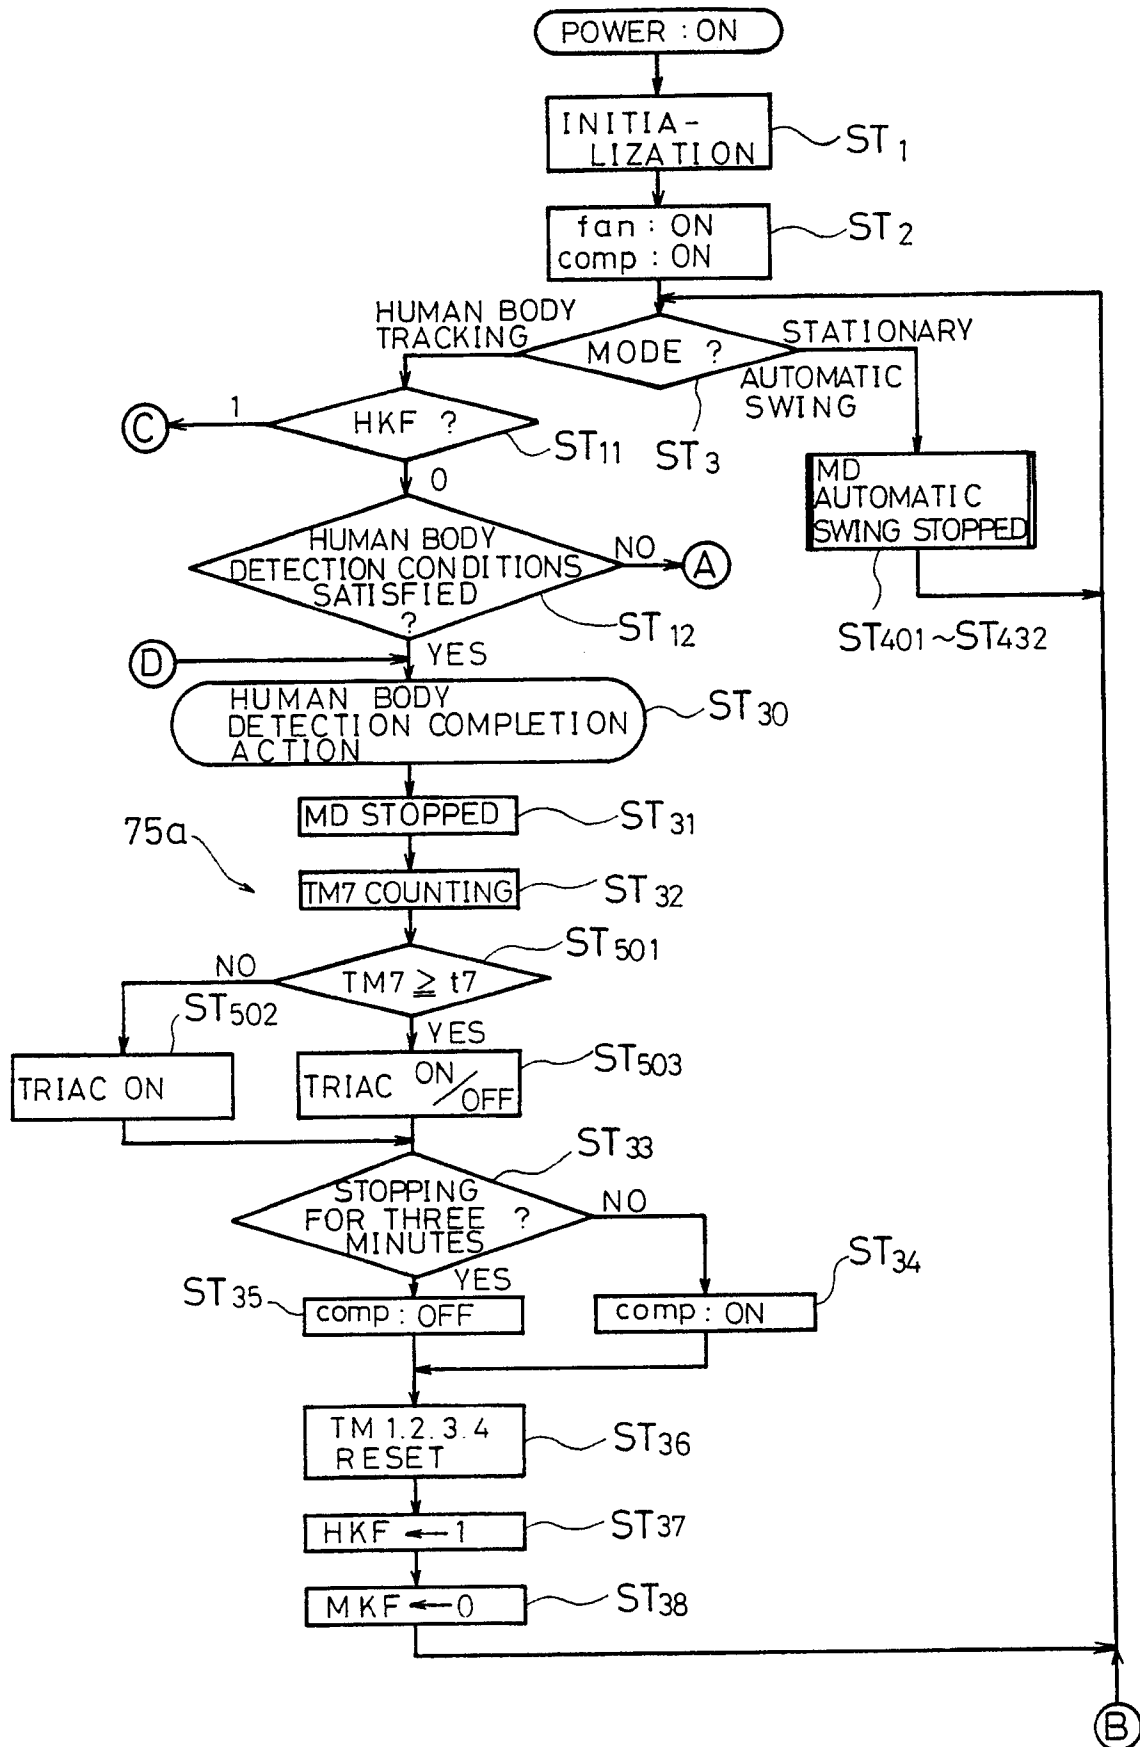 POWER : ON
INITIA-
LIZATION
ST1
fan : ON
comp : ON
ST2
HUMAN BODY
TRACKING
MODE ?
STATIONARY
AUTOMATIC
SWING
ST3
C
1
HKF ?
ST11
0
MD
AUTOMATIC
SWING STOPPED
ST401~ST432
HUMAN BODY
DETECTION CONDITIONS
SATISFIED
?
NO
A
ST12
D
YES
HUMAN BODY
DETECTION COMPLETION
ACTION
ST30
MD STOPPED
ST31
75a
TM7 COUNTING
ST32
ST501
NO
TM7 ≧ t7
ST502
YES
TRIAC ON
TRIAC ON/OFF
ST503
ST33
STOPPING
FOR THREE ?
MINUTES
NO
ST34
YES
ST35
comp : OFF
comp : ON
TM 1.2.3.4
RESET
ST36
HKF ← 1
ST37
MKF ← 0
ST38
B